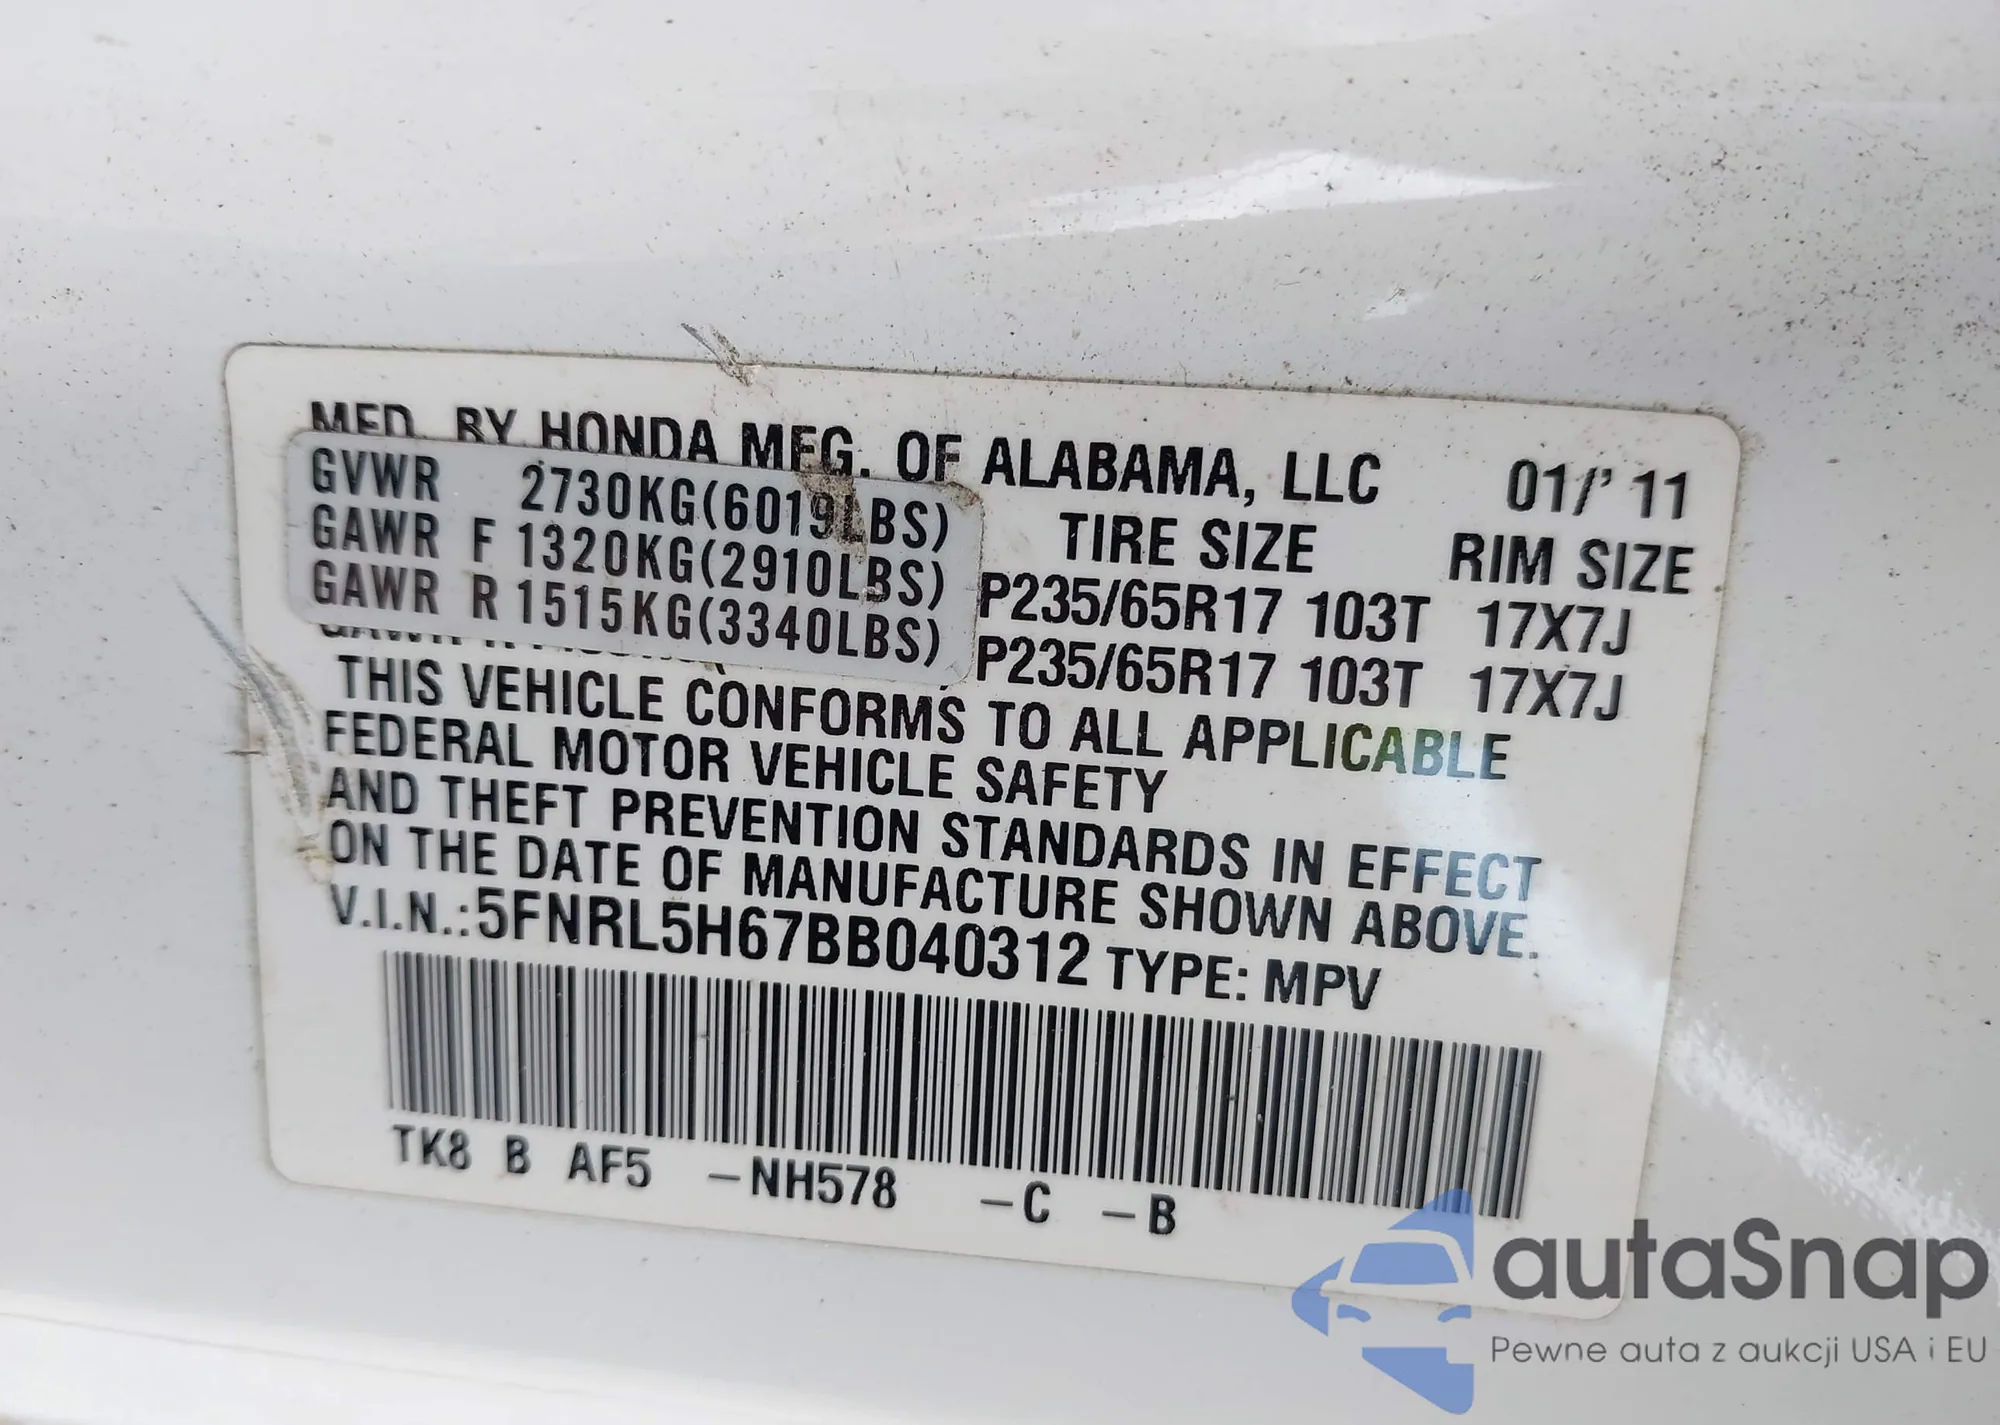 MFD. BY HONDA MFG. OF ALABAMA, LLC 01/'11
GVWR 2730KG(6019LBS) TIRE SIZE RIM SIZE
GAWR F 1320KG(2910LBS) P235/65R17 103T 17X7J
GAWR R 1515KG(3340LBS) P235/65R17 103T 17X7J
THIS VEHICLE CONFORMS TO ALL APPLICABLE
FEDERAL MOTOR VEHICLE SAFETY
AND THEFT PREVENTION STANDARDS IN EFFECT
ON THE DATE OF MANUFACTURE SHOWN ABOVE.
V.I.N.:5FNRL5H67BB040312 TYPE: MPV
TK8 B AF5 -NH578 -C -B
autaSnap
Pewne auta z aukcji USA i EU